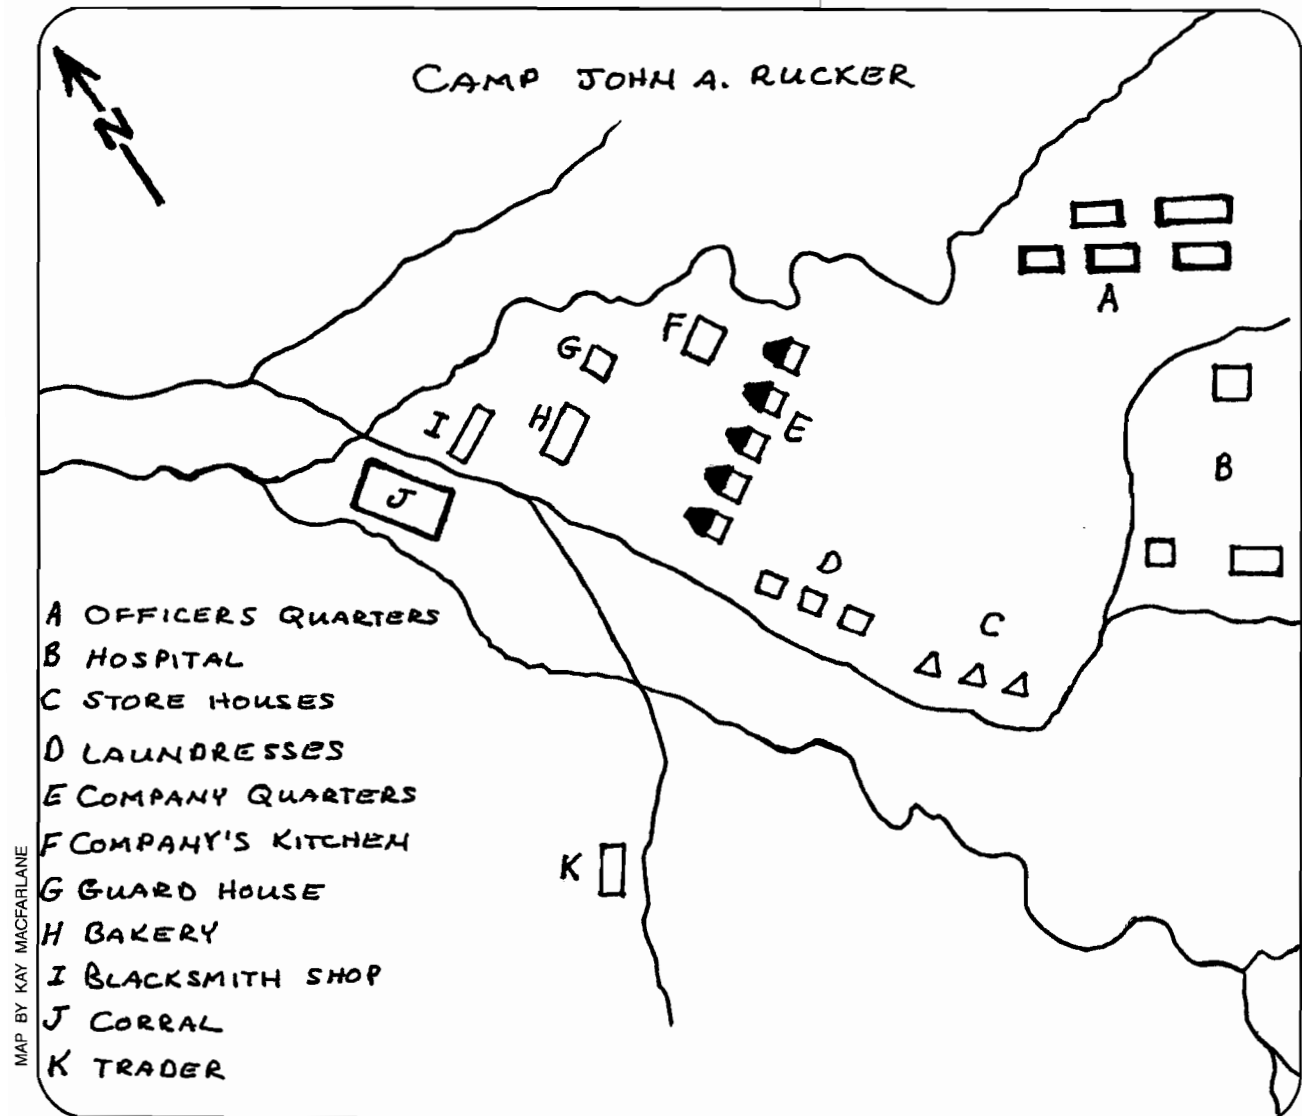 CAMP JOHN A. RUCKER
N
A
F
G
E
I
H
B
J
D
C
K
A OFFICERS QUARTERS
B HOSPITAL
C STORE HOUSES
D LAUNDRESSES
E COMPANY QUARTERS
F COMPANY'S KITCHEN
G GUARD HOUSE
H BAKERY
I BLACKSMITH SHOP
J CORRAL
K TRADER
MAP BY KAY MACFARLANE